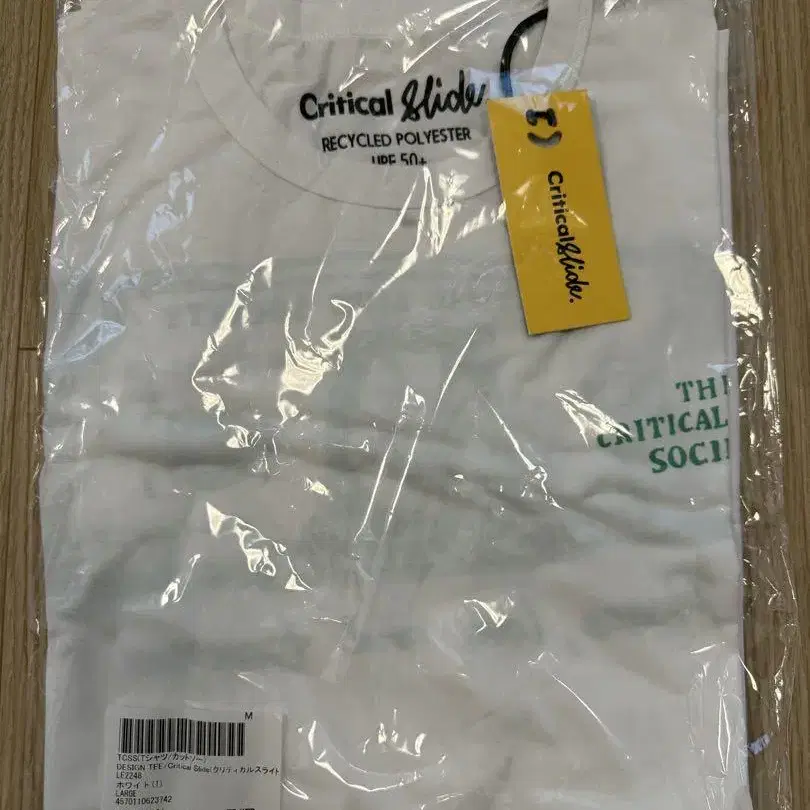 Critical Slide
RECYCLED POLYESTER
UPF 50+
Critical Slide.
CRITICAL
M
TCSS(Tシャツ/カットソー)
DESIGN TEE/Critical Slide(クリティカルスライド
LE2248
ホワイト(1)
LARGE
4570110623742